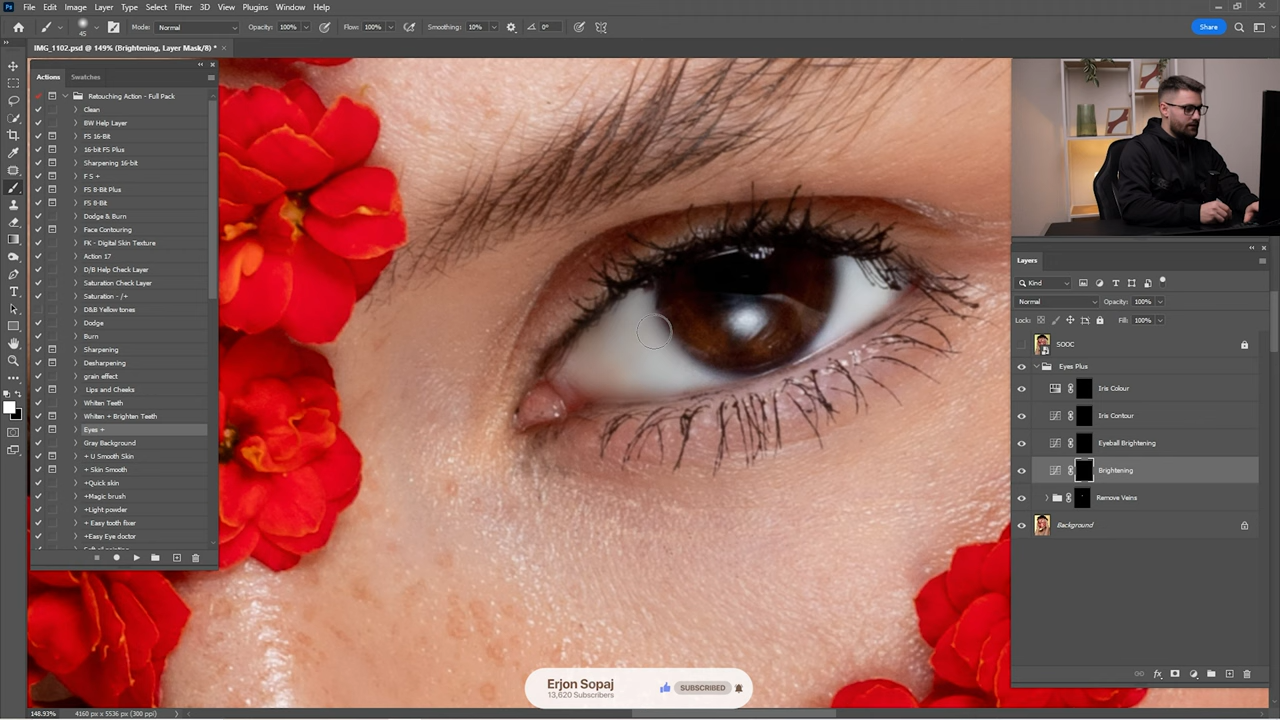 Ps File Edit Image Layer Type Select Filter 3D View Plugins Window Help
45 Mode: Normal Opacity: 100% Flow: 100% Smoothing: 10% 0° Share
IMG_1102.psd @ 149% (Brightening, Layer Mask/8) * ×
Actions Swatches
Retouching Action - Full Pack
Clean
BW Help Layer
FS 16-Bit
16-bit FS Plus
Sharpening 16-bit
F S +
FS 8-Bit Plus
FS 8-Bit
Dodge & Burn
Face Contouring
FK - Digital Skin Texture
Action 17
D/B Help Check Layer
Saturation Check Layer
Saturation - /+
D&B Yellow tones
Dodge
Burn
Sharpening
Desharpening
grain effect
Lips and Cheeks
Whiten Teeth
Whiten + Brighten Teeth
Eyes +
Gray Background
+ U Smooth Skin
+ Skin Smooth
+Quick skin
+Magic brush
+Light powder
+ Easy tooth fixer
+Easy Eye doctor
Layers
Kind
Normal Opacity: 100%
Lock: Fill: 100%
SOOC
Eyes Plus
Iris Colour
Iris Contour
Eyeball Brightening
Brightening
Remove Veins
Background
fx
Erjon Sopaj
13,620 Subscribers
SUBSCRIBED
148.93% 4160 px x 5536 px (300 ppi)